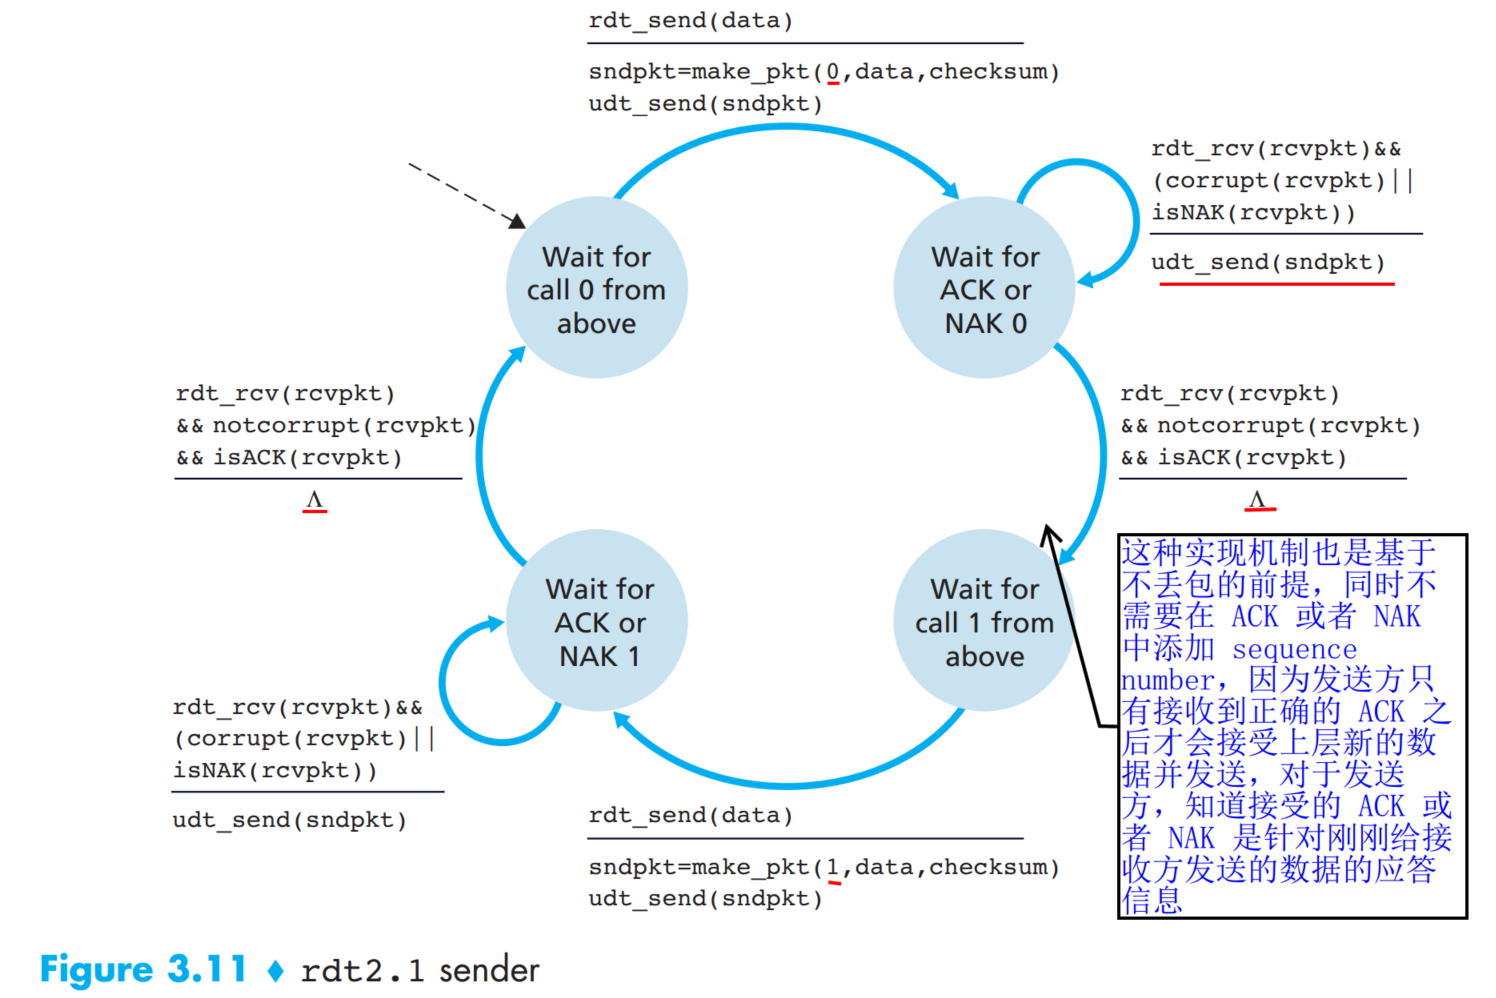 rdt_send(data)
sndpkt=make_pkt(0,data,checksum)
udt_send(sndpkt)
rdt_rcv(rcvpkt)&&
(corrupt(rcvpkt)||
isNAK(rcvpkt))
udt_send(sndpkt)
Wait for
call 0 from
above
Wait for
ACK or
NAK 0
rdt_rcv(rcvpkt)
&& notcorrupt(rcvpkt)
&& isACK(rcvpkt)
Λ
rdt_rcv(rcvpkt)
&& notcorrupt(rcvpkt)
&& isACK(rcvpkt)
Λ
Wait for
ACK or
NAK 1
Wait for
call 1 from
above
这种实现机制也是基于
不丢包的前提，同时不
需要在 ACK 或者 NAK
中添加 sequence
number，因为发送方只
有接收到正确的 ACK 之
后才会接受上层新的数
据并发送，对于发送
方，知道接受的 ACK 或
者 NAK 是针对刚刚给接
收方发送的数据的应答
信息
rdt_rcv(rcvpkt)&&
(corrupt(rcvpkt)||
isNAK(rcvpkt))
udt_send(sndpkt)
rdt_send(data)
sndpkt=make_pkt(1,data,checksum)
udt_send(sndpkt)
Figure 3.11 ♦ rdt2.1 sender